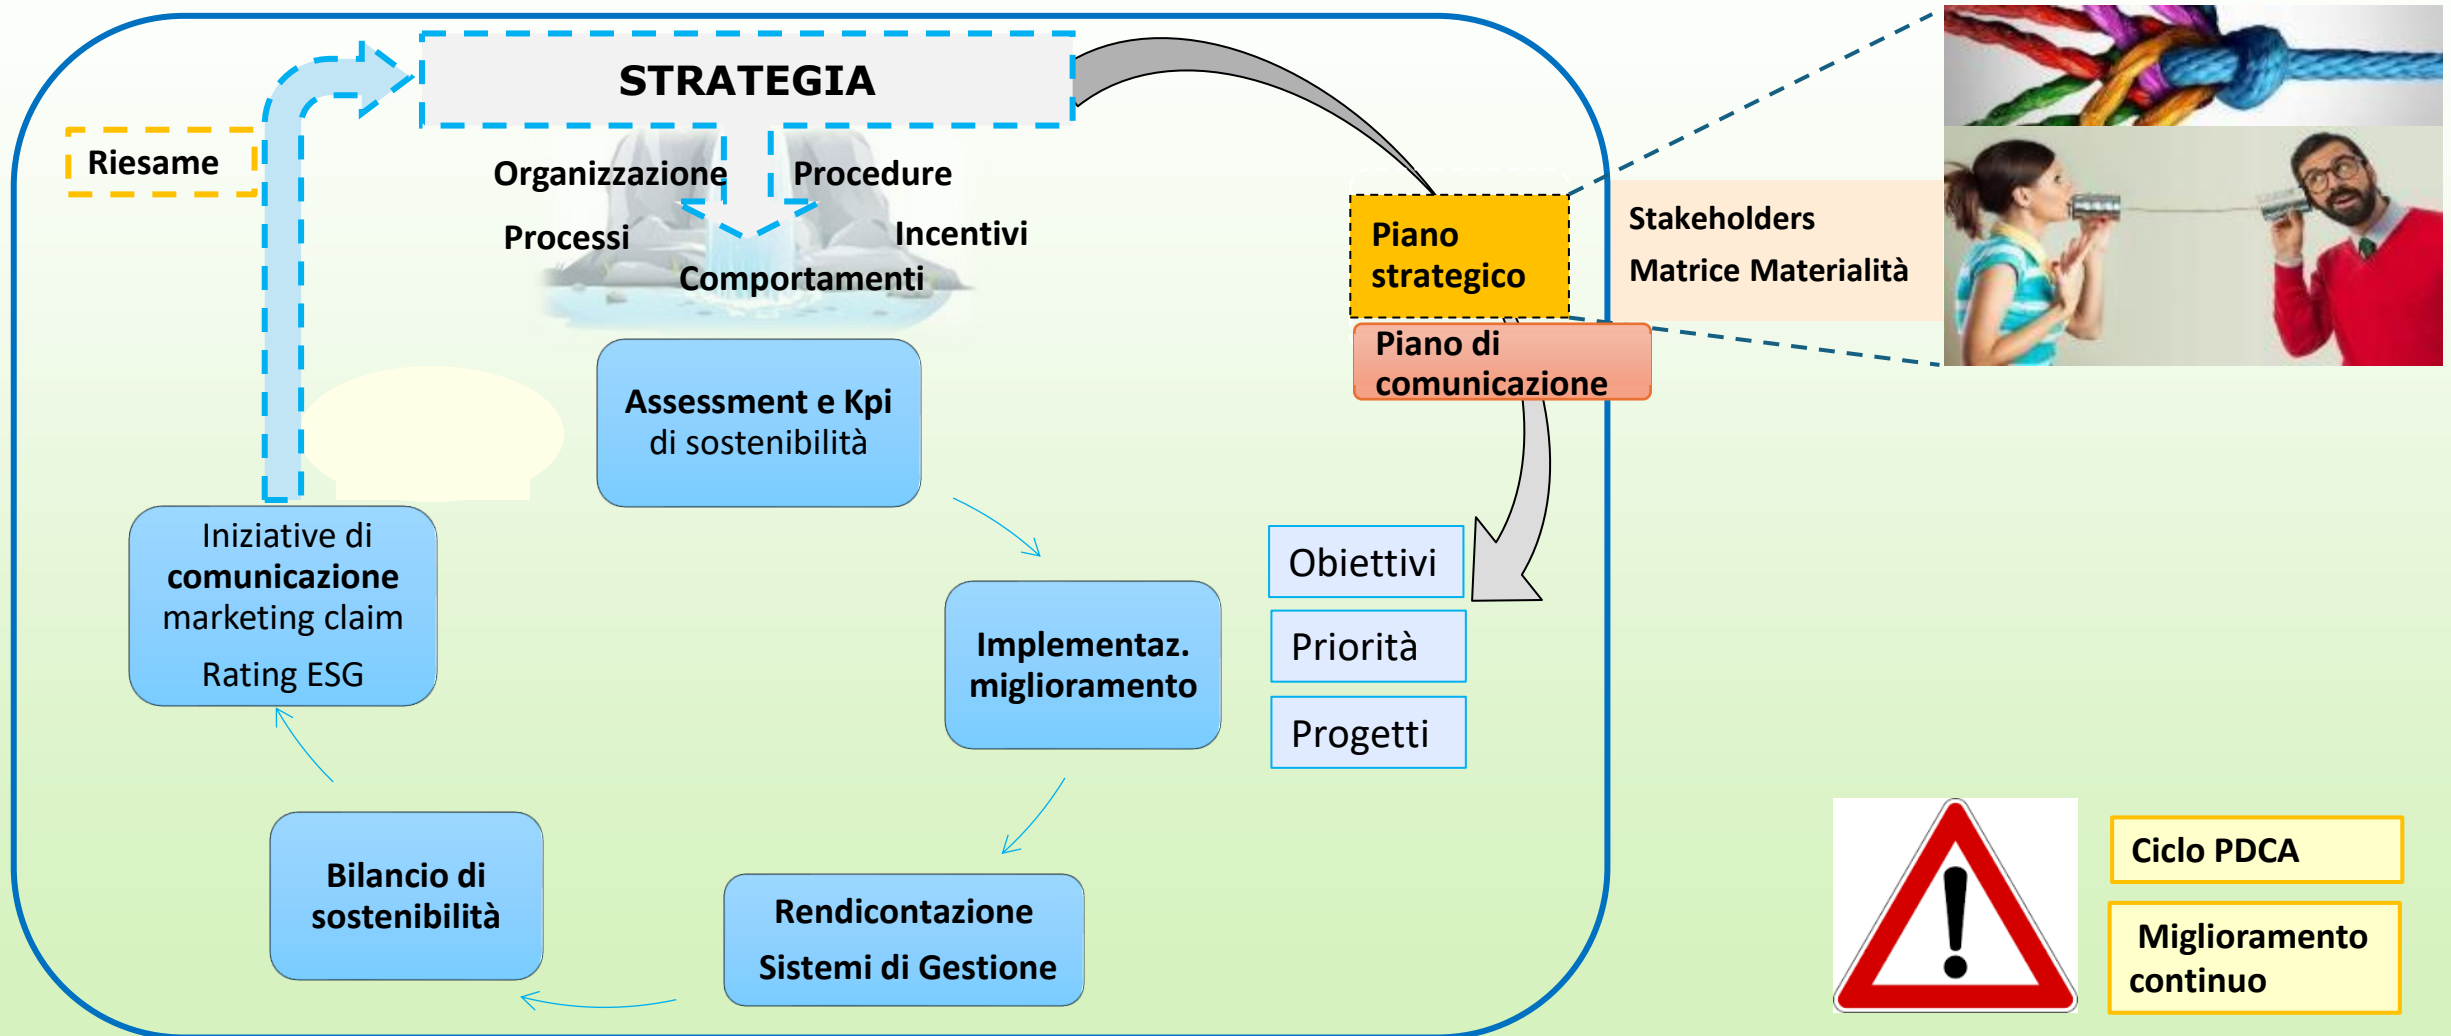 STRATEGIA
Riesame
Organizzazione
Procedure
Processi
Incentivi
Comportamenti
Piano
strategico
Stakeholders
Matrice Materialità
Piano di
comunicazione
Assessment e Kpi
di sostenibilità
Iniziative di
comunicazione
marketing claim
Rating ESG
Implementaz.
miglioramento
Obiettivi
Priorità
Progetti
Bilancio di
sostenibilità
Rendicontazione
Sistemi di Gestione
Ciclo PDCA
Miglioramento
continuo